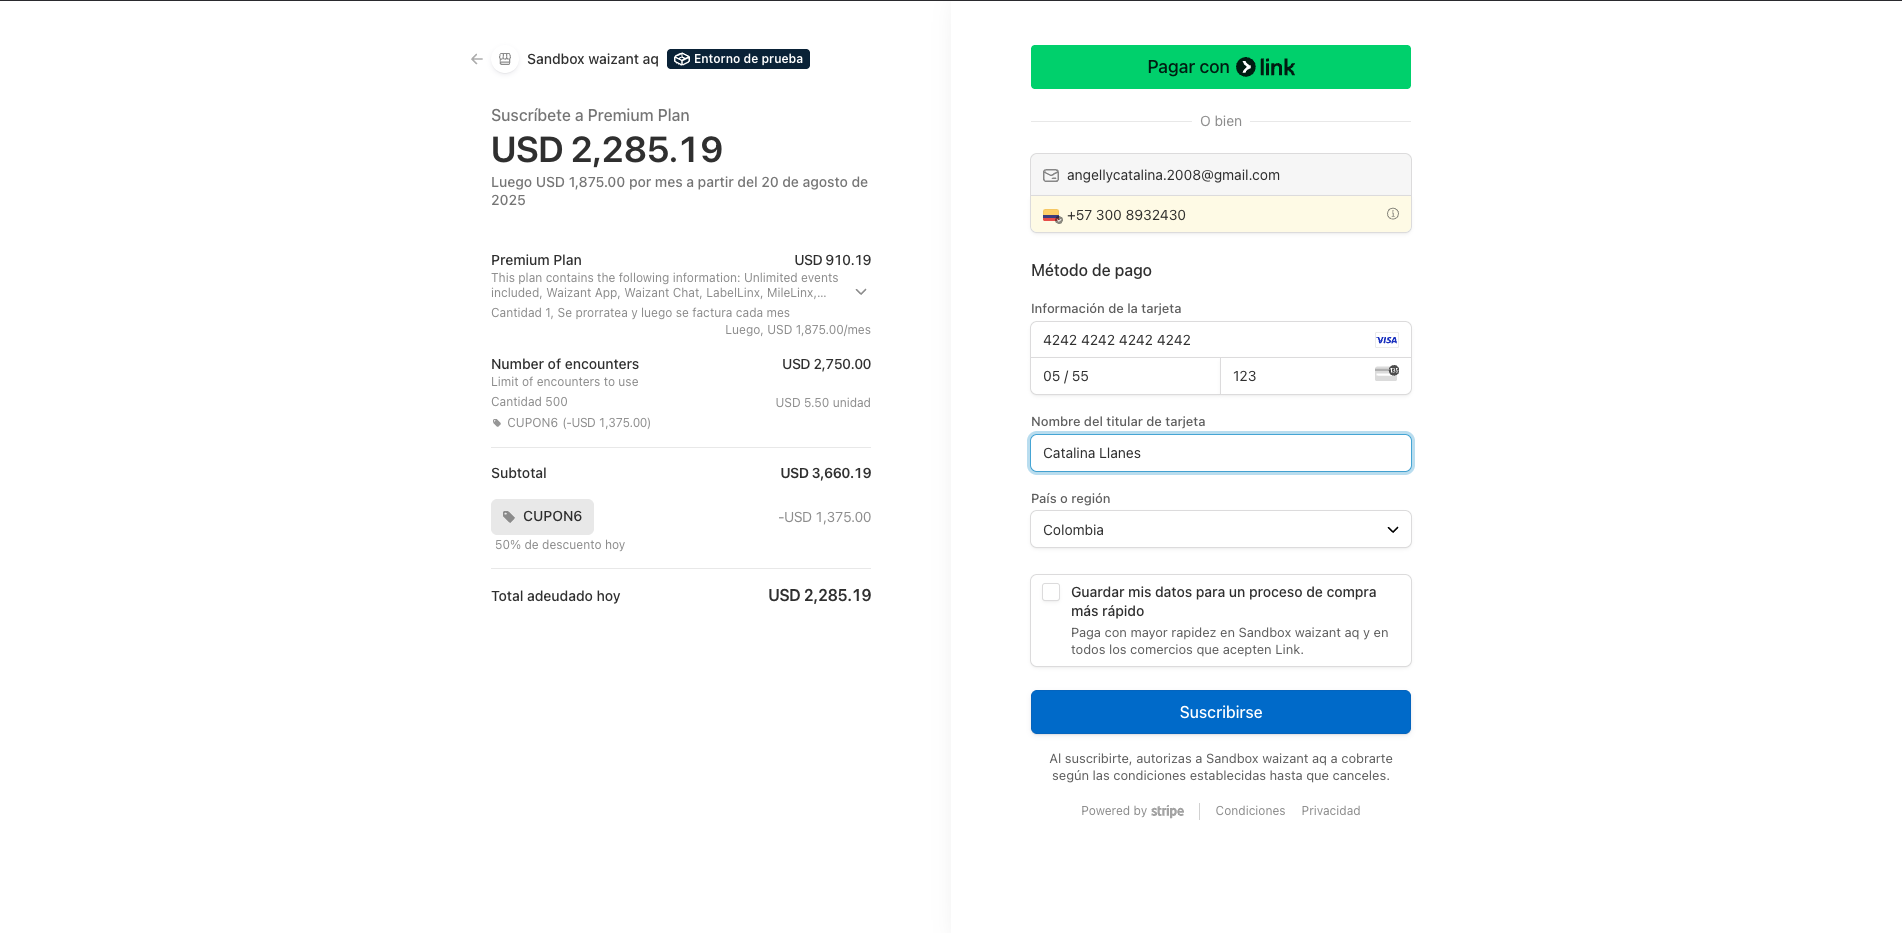 Sandbox waizant aq Entorno de prueba
Suscríbete a Premium Plan
USD 2,285.19
Luego USD 1,875.00 por mes a partir del 20 de agosto de
2025
Premium Plan USD 910.19
This plan contains the following information: Unlimited events
included, Waizant App, Waizant Chat, LabelLinx, MileLinx,...
Cantidad 1, Se prorratea y luego se factura cada mes
Luego, USD 1,875.00/mes
Number of encounters USD 2,750.00
Limit of encounters to use
Cantidad 500 USD 5.50 unidad
CUPON6 (-USD 1,375.00)
Subtotal USD 3,660.19
CUPON6 -USD 1,375.00
50% de descuento hoy
Total adeudado hoy USD 2,285.19
Pagar con link
O bien
angellycatalina.2008@gmail.com
+57 300 8932430
Método de pago
Información de la tarjeta
4242 4242 4242 4242 VISA
05 / 55 123 135
Nombre del titular de tarjeta
Catalina Llanes
País o región
Colombia
Guardar mis datos para un proceso de compra
más rápido
Paga con mayor rapidez en Sandbox waizant aq y en
todos los comercios que acepten Link.
Suscribirse
Al suscribirte, autorizas a Sandbox waizant aq a cobrarte
según las condiciones establecidas hasta que canceles.
Powered by stripe Condiciones Privacidad